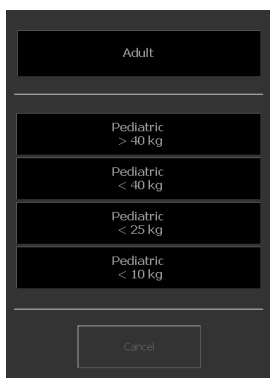 Adult
Pediatric
> 40 kg
Pediatric
< 40 kg
Pediatric
< 25 kg
Pediatric
< 10 kg
Cancel